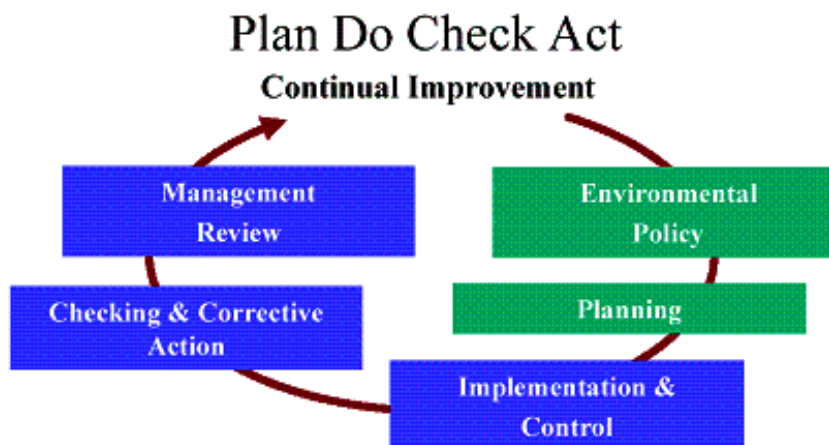 Plan Do Check Act
Continual Improvement
Management
Review
Environmental
Policy
Checking & Corrective
Action
Planning
Implementation &
Control